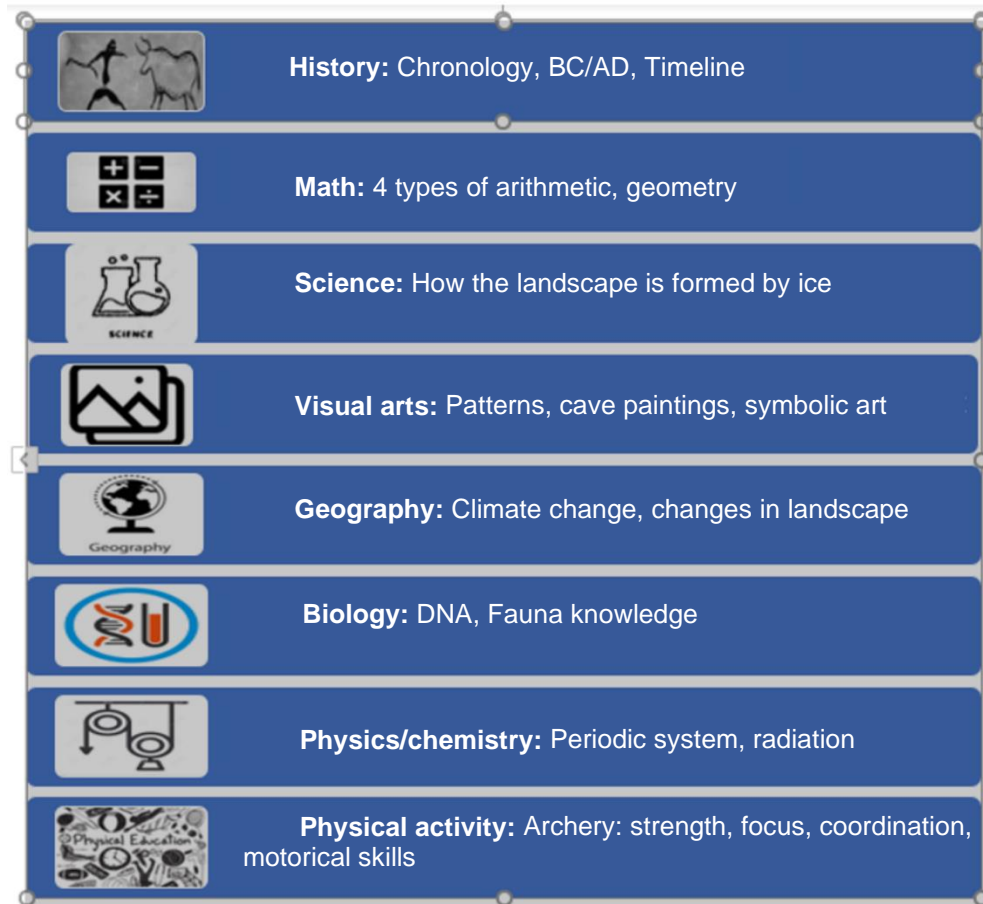 History: Chronology, BC/AD, Timeline
Math: 4 types of arithmetic, geometry
SCIENCE
Science: How the landscape is formed by ice
Visual arts: Patterns, cave paintings, symbolic art
Geography: Climate change, changes in landscape
Geography
Biology: DNA, Fauna knowledge
Physics/chemistry: Periodic system, radiation
Physical Education
Physical activity: Archery: strength, focus, coordination,
motorical skills